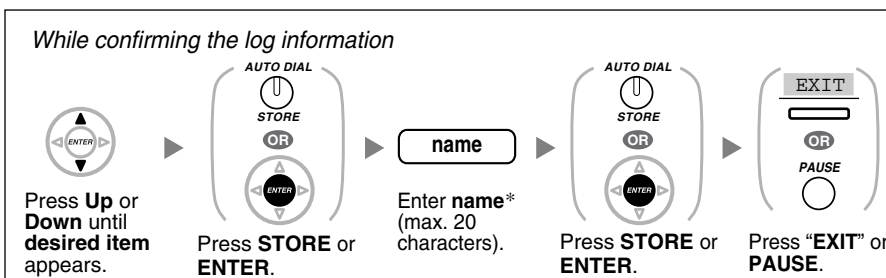 While confirming the log information
AUTO DIAL
STORE
OR
ENTER
ENTER
Press Up or
Down until
desired item
appears.
Press STORE or
ENTER.
name
Enter name*
(max. 20
characters).
AUTO DIAL
STORE
OR
ENTER
Press STORE or
ENTER.
EXIT
OR
PAUSE
Press “EXIT” or
PAUSE.